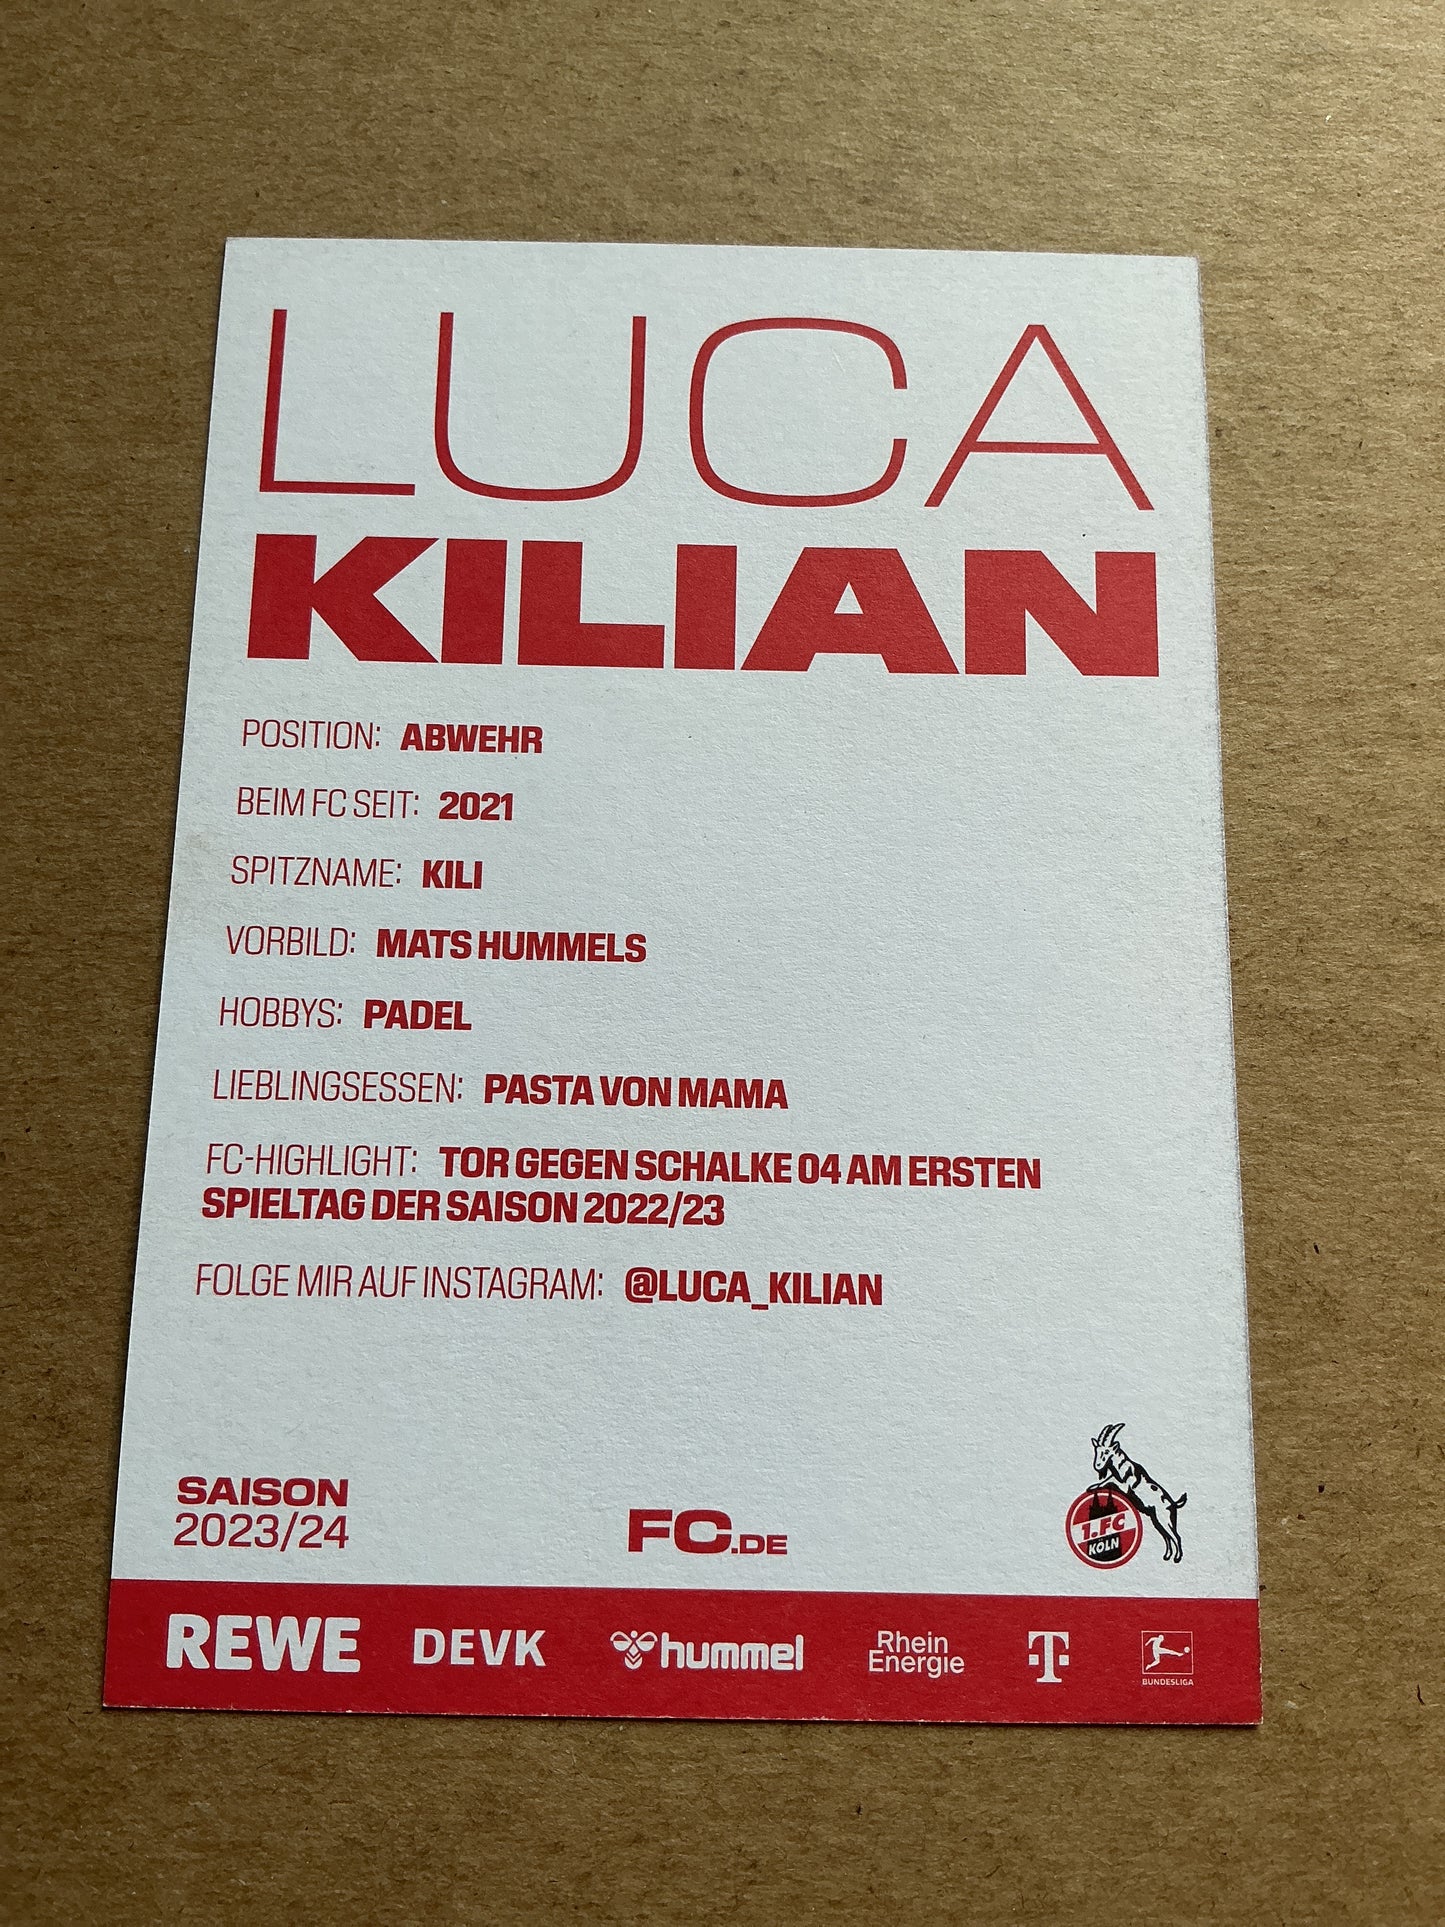 LUCA
KILIAN
POSITION: ABWEHR
BEIM FC SEIT: 2021
SPITZNAME: KILI
VORBILD: MATS HUMMELS
HOBBYS: PADEL
LIEBLINGSESSEN: PASTA VON MAMA
FC-HIGHLIGHT: TOR GEGEN SCHALKE 04 AM ERSTEN
SPIELTAG DER SAISON 2022/23
FOLGE MIR AUF INSTAGRAM: @LUCA_KILIAN
SAISON
2023/24
FC.DE
1.FC
KÖLN
REWE DEVK hummel Rhein
Energie T BUNDESLIGA